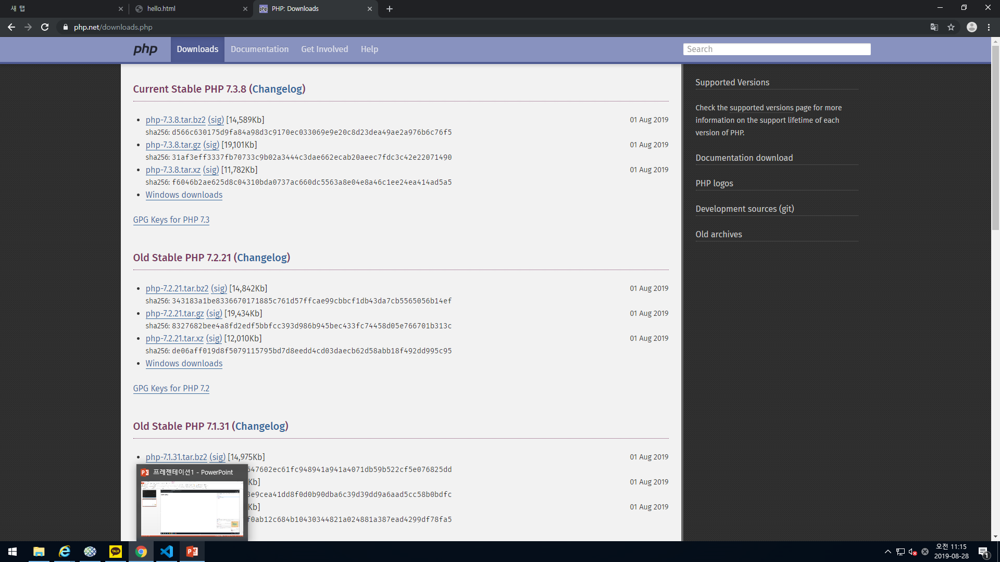 새 탭
hello.html
PHP: Downloads
php.net/downloads.php
php
Downloads
Documentation
Get Involved
Help
Search
Current Stable PHP 7.3.8 (Changelog)
php-7.3.8.tar.bz2 (sig) [14,589Kb] 01 Aug 2019
sha256: d566c630175d9fa84a98d3c9170ec033069e9e20c8d23dea49ae2a976b6c76f5
php-7.3.8.tar.gz (sig) [19,101Kb] 01 Aug 2019
sha256: 31af3eff3337fb70733c9b02a3444c3dae662ecab20aeec7fdc3c42e22071490
php-7.3.8.tar.xz (sig) [11,782Kb] 01 Aug 2019
sha256: f6046b2ae625d8c04310bda0737ac660dc5563a8e04e8a46c1ee24ea414ad5a5
Windows downloads
GPG Keys for PHP 7.3
Old Stable PHP 7.2.21 (Changelog)
php-7.2.21.tar.bz2 (sig) [14,842Kb] 01 Aug 2019
sha256: 343183a1be8336670171885c761d57ffcae99cbbcf1db43da7cb5565056b14ef
php-7.2.21.tar.gz (sig) [19,434Kb] 01 Aug 2019
sha256: 8327682bee4a8fd2edf5bbfcc393d986b945bec433fc74458d05e766701b313c
php-7.2.21.tar.xz (sig) [12,010Kb] 01 Aug 2019
sha256: de06aff019d8f5079115795bd7d8eedd4cd03daecb62d58abb18f492dd995c95
Windows downloads
GPG Keys for PHP 7.2
Old Stable PHP 7.1.31 (Changelog)
php-7.1.31.tar.bz2 (sig) [14,975Kb] 01 Aug 2019
647602ec61fc948941a941a4071db59b522cf5e076825dd
Kb] 01 Aug 2019
3e9cea41dd8f0d0b90dba6c39d39dd9a6aad5cc58b0bdfc
Kb] 01 Aug 2019
f0ab12c684b10430344821a024881a387ead4299df78fa5
Supported Versions
Check the supported versions page for more
information on the support lifetime of each
version of PHP.
Documentation download
PHP logos
Development sources (git)
Old archives
프레젠테이션1 - PowerPoint
TALK
오전 11:15
2019-08-28
1